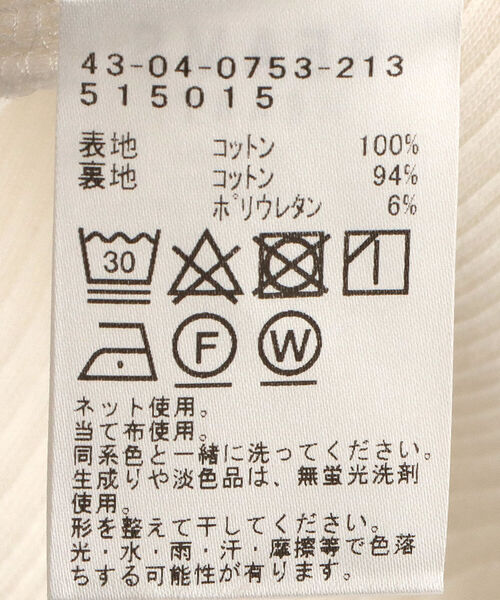 43-04-0753-213
515015
表地 コットン 100%
裏地 コットン 94%
ポリウレタン 6%
30
F W
ネット使用。
当て布使用。
同系色と一緒に洗ってください。
生成りや淡色品は、無蛍光洗剤
使用。
形を整えて干してください。
光・水・雨・汗・摩擦等で色落
ちする可能性が有ります。